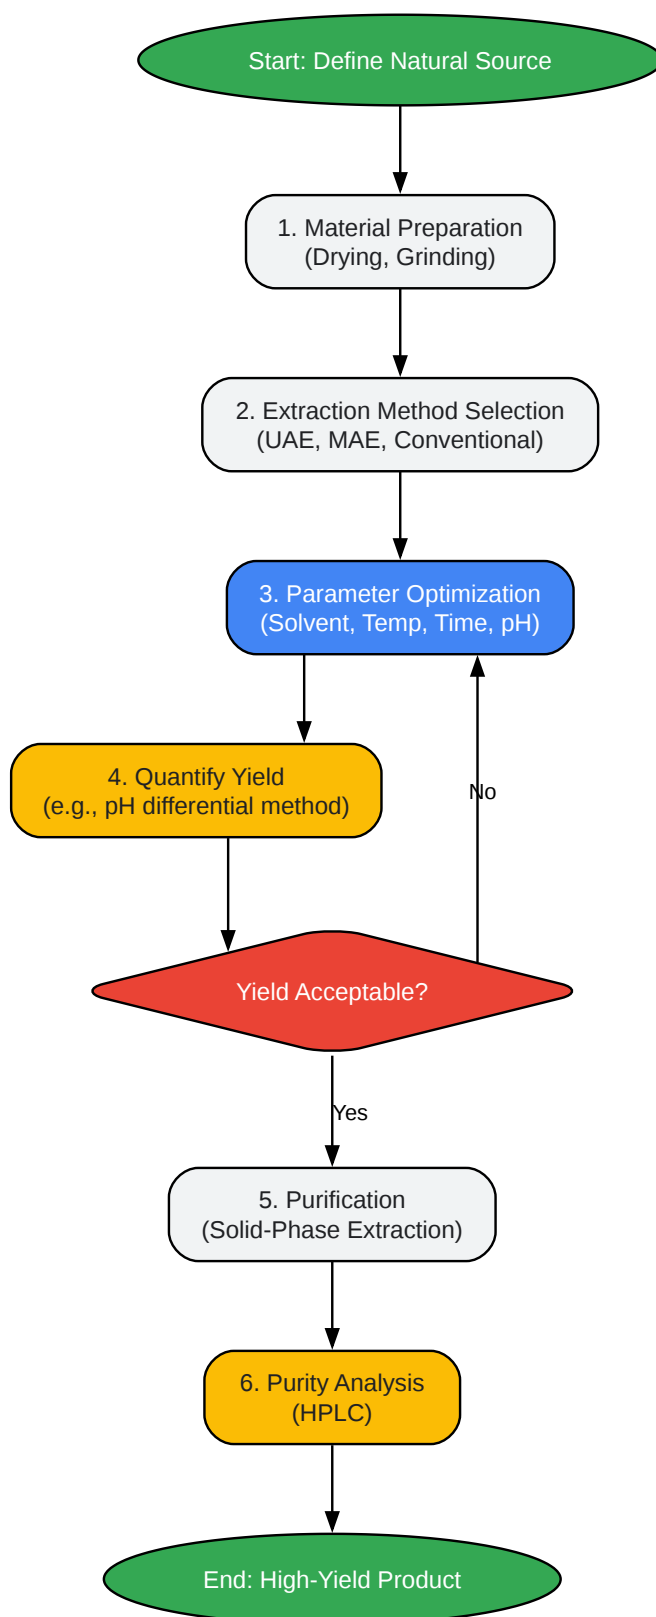 Start: Define Natural Source
1. Material Preparation
(Drying, Grinding)
2. Extraction Method Selection
(UAE, MAE, Conventional)
3. Parameter Optimization
(Solvent, Temp, Time, pH)
4. Quantify Yield
(e.g., pH differential method)
No
Yield Acceptable?
Yes
5. Purification
(Solid-Phase Extraction)
6. Purity Analysis
(HPLC)
End: High-Yield Product